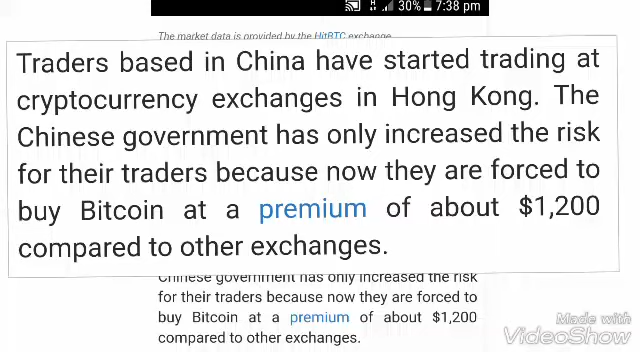 30% 7:38 pm
The market data is provided by the HitBTC exchange
Traders based in China have started trading at
cryptocurrency exchanges in Hong Kong. The
Chinese government has only increased the risk
for their traders because now they are forced to
buy Bitcoin at a premium of about $1,200
compared to other exchanges.
Chinese government has only increased the risk
for their traders because now they are forced to
buy Bitcoin at a premium of about $1,200
compared to other exchanges.
Made with
VideoShow